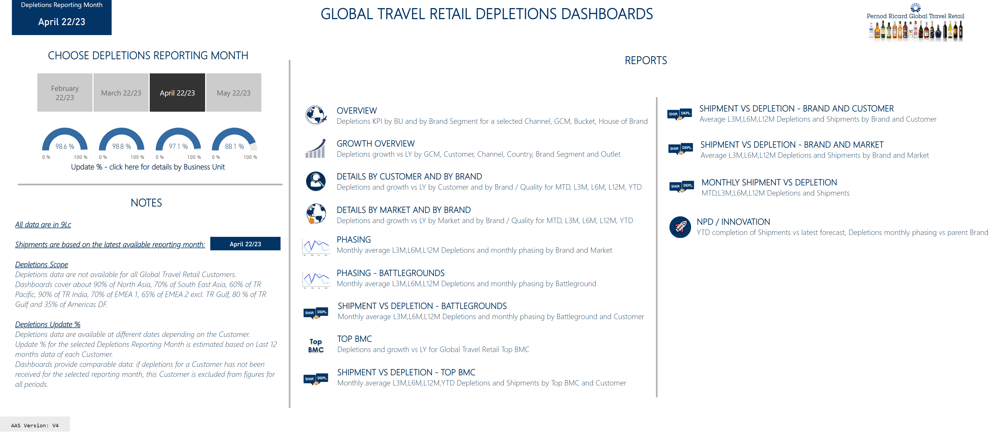 Depletions Reporting Month
April 22/23
GLOBAL TRAVEL RETAIL DEPLETIONS DASHBOARDS
Pernod Ricard Global Travel Retail
CHOOSE DEPLETIONS REPORTING MONTH
February
22/23
March 22/23
April 22/23
May 22/23
98.6 %
0 %
100 %
98.8 %
0 %
100 %
97.1 %
0 %
100 %
88.1 %
0 %
100 %
Update % - click here for details by Business Unit
NOTES
All data are in 9Lc
Shipments are based on the latest available reporting month:
April 22/23
Depletions Scope
Depletions data are not available for all Global Travel Retail Customers.
Dashboards cover about 90% of North Asia, 70% of South East Asia, 60% of TR
Pacific, 90% of TR India, 70% of EMEA 1, 65% of EMEA 2 excl. TR Gulf, 80 % of TR
Gulf and 35% of Americas DF.
Depletions Update %
Depletions data are available at different dates depending on the Customer.
Update % for the selected Depletions Reporting Month is estimated based on Last 12
months data of each Customer.
Dashboards provide comparable data: if depletions for a Customer has not been
received for the selected reporting month, this Customer is excluded from figures for
all periods.
AAS Version: V4
REPORTS
OVERVIEW
Depletions KPI by BU and by Brand Segment for a selected Channel, GCM, Bucket, House of Brand
GROWTH OVERVIEW
Depletions growth vs LY by GCM, Customer, Channel, Country, Brand Segment and Outlet
DETAILS BY CUSTOMER AND BY BRAND
Depletions and growth vs LY by Customer and by Brand / Quality for MTD, L3M, L6M, L12M, YTD
DETAILS BY MARKET AND BY BRAND
Depletions and growth vs LY by Market and by Brand / Quality for MTD, L3M, L6M, L12M, YTD
Jan Apr Jul Oct
PHASING
Monthly average L3M,L6M,L12M Depletions and monthly phasing by Brand and Market
Jan Apr Jul Oct
PHASING - BATTLEGROUNDS
Monthly average L3M,L6M,L12M Depletions and monthly phasing by Battleground
SHIP. VS DEPL.
SHIPMENT VS DEPLETION - BATTLEGROUNDS
Monthly average L3M,L6M,L12M Depletions and monthly phasing by Battleground and Customer
Top
BMC
TOP BMC
Depletions and growth vs LY for Global Travel Retail Top BMC
SHIP. VS DEPL.
SHIPMENT VS DEPLETION - TOP BMC
Monthly average L3M,L6M,L12M,YTD Depletions and Shipments by Top BMC and Customer
SHIP. VS DEPL.
SHIPMENT VS DEPLETION - BRAND AND CUSTOMER
Average L3M,L6M,L12M Depletions and Shipments by Brand and Customer
SHIP. VS DEPL.
SHIPMENT VS DEPLETION - BRAND AND MARKET
Average L3M,L6M,L12M Depletions and Shipments by Brand and Market
SHIP. VS DEPL.
MONTHLY SHIPMENT VS DEPLETION
MTD,L3M,L6M,L12M Depletions and Shipments
NPD / INNOVATION
YTD completion of Shipments vs latest forecast, Depletions monthly phasing vs parent Brand